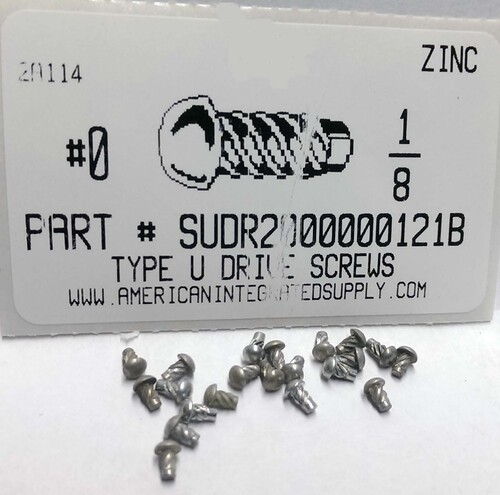 ZINC
20114
#0
1
8
PART # SUDR2000000121B
TYPE U DRIVE SCREWS
WWW.AMERICANINTEGRATEDSUPPLY.COM